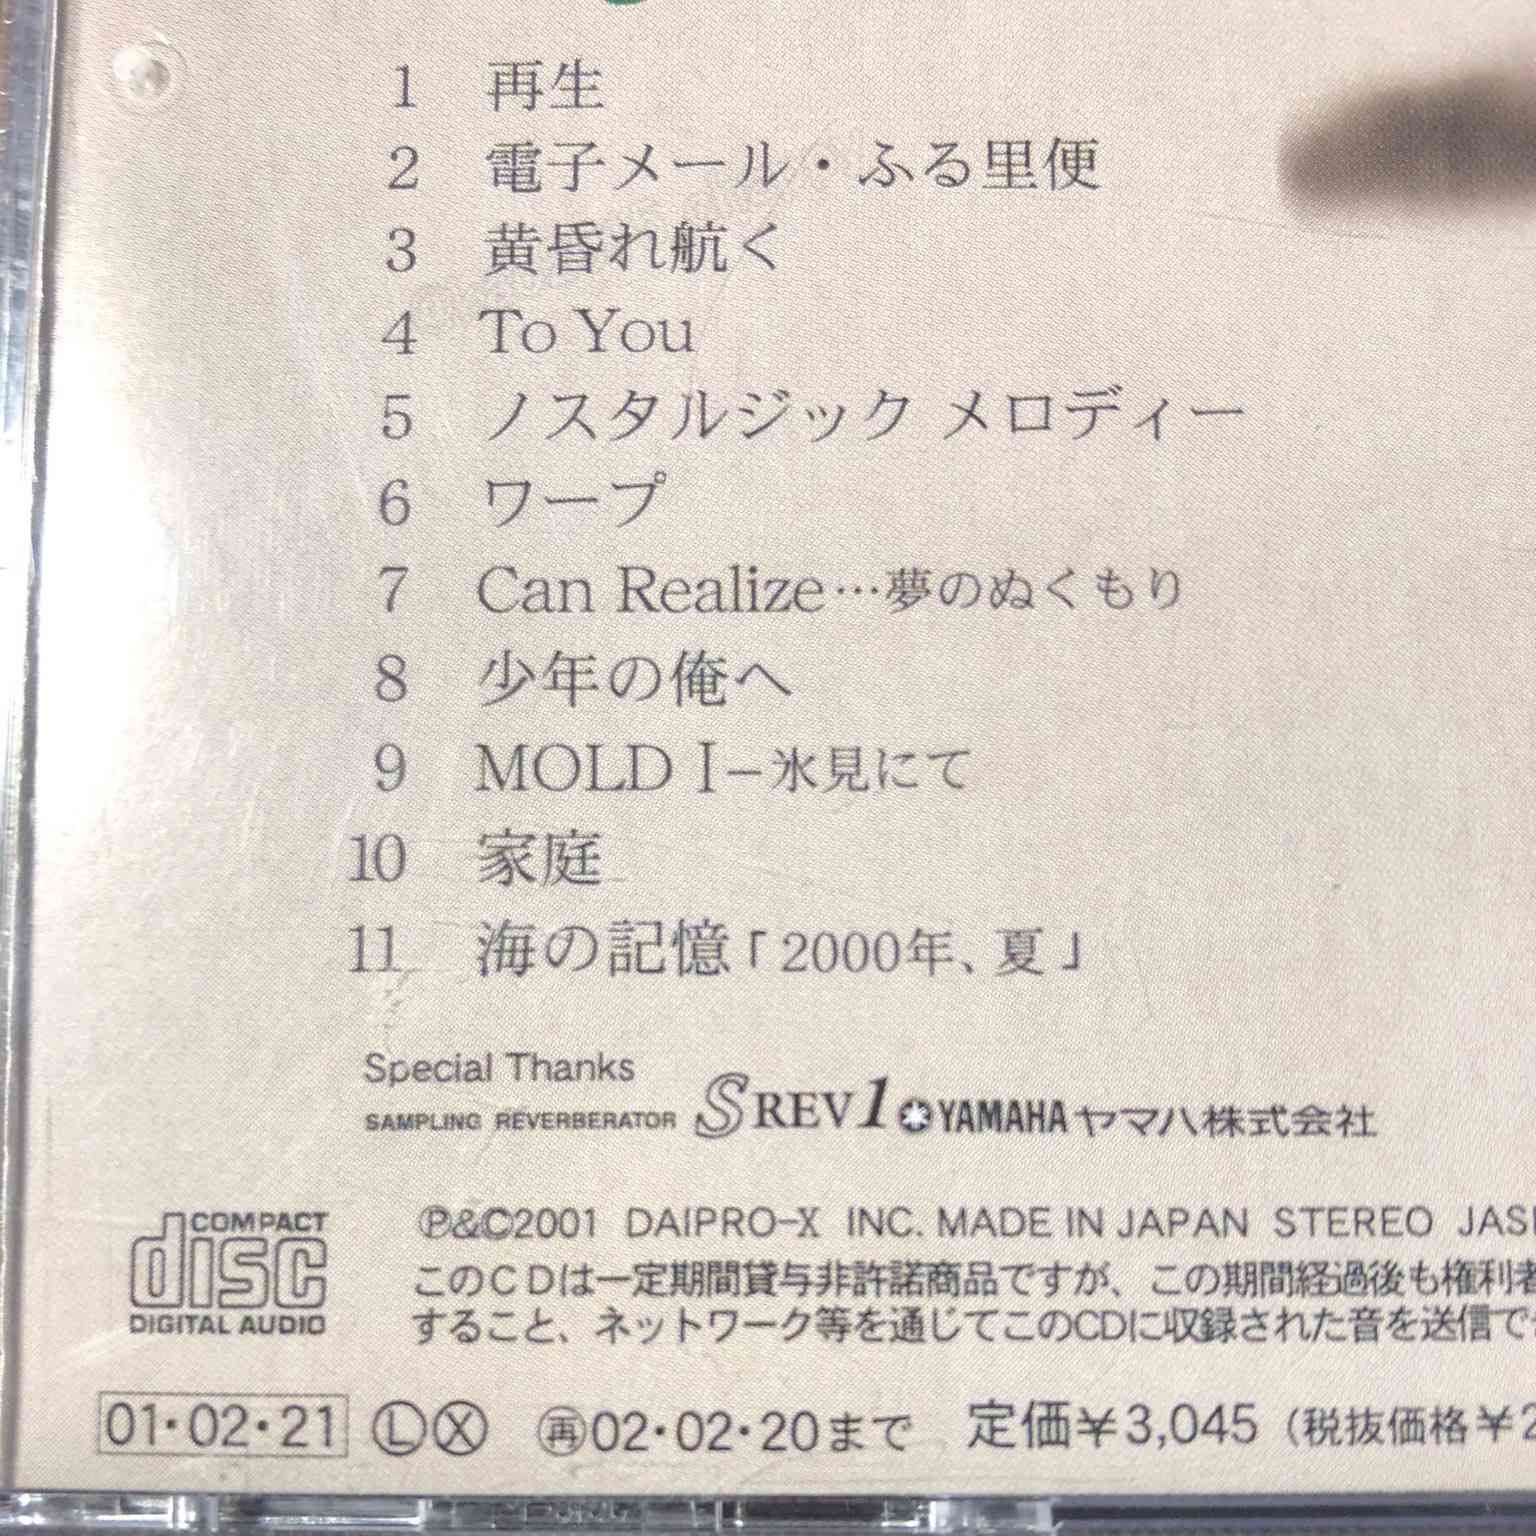 1 再生
2 電子メール・ふる里便
3 黄昏れ航く
4 To You
5 ノスタルジック メロディー
6 ワープ
7 Can Realize…夢のぬくもり
8 少年の俺へ
9 MOLD I–氷見にて
10 家庭
11 海の記憶「2000年、夏」
Special Thanks
SAMPLING REVERBERATOR SREV1 YAMAHA ヤマハ株式会社
COMPACT
disc
DIGITAL AUDIO
Ⓟ&©2001 DAIPRO-X INC. MADE IN JAPAN STEREO JAS
このCDは一定期間貸与非許諾商品ですが、この期間経過後も権利者
すること、ネットワーク等を通じてこのCDに収録された音を送信で
01・02・21 Ⓛ Ⓧ ㊢02・02・20まで 定価¥3,045 (税抜価格¥2